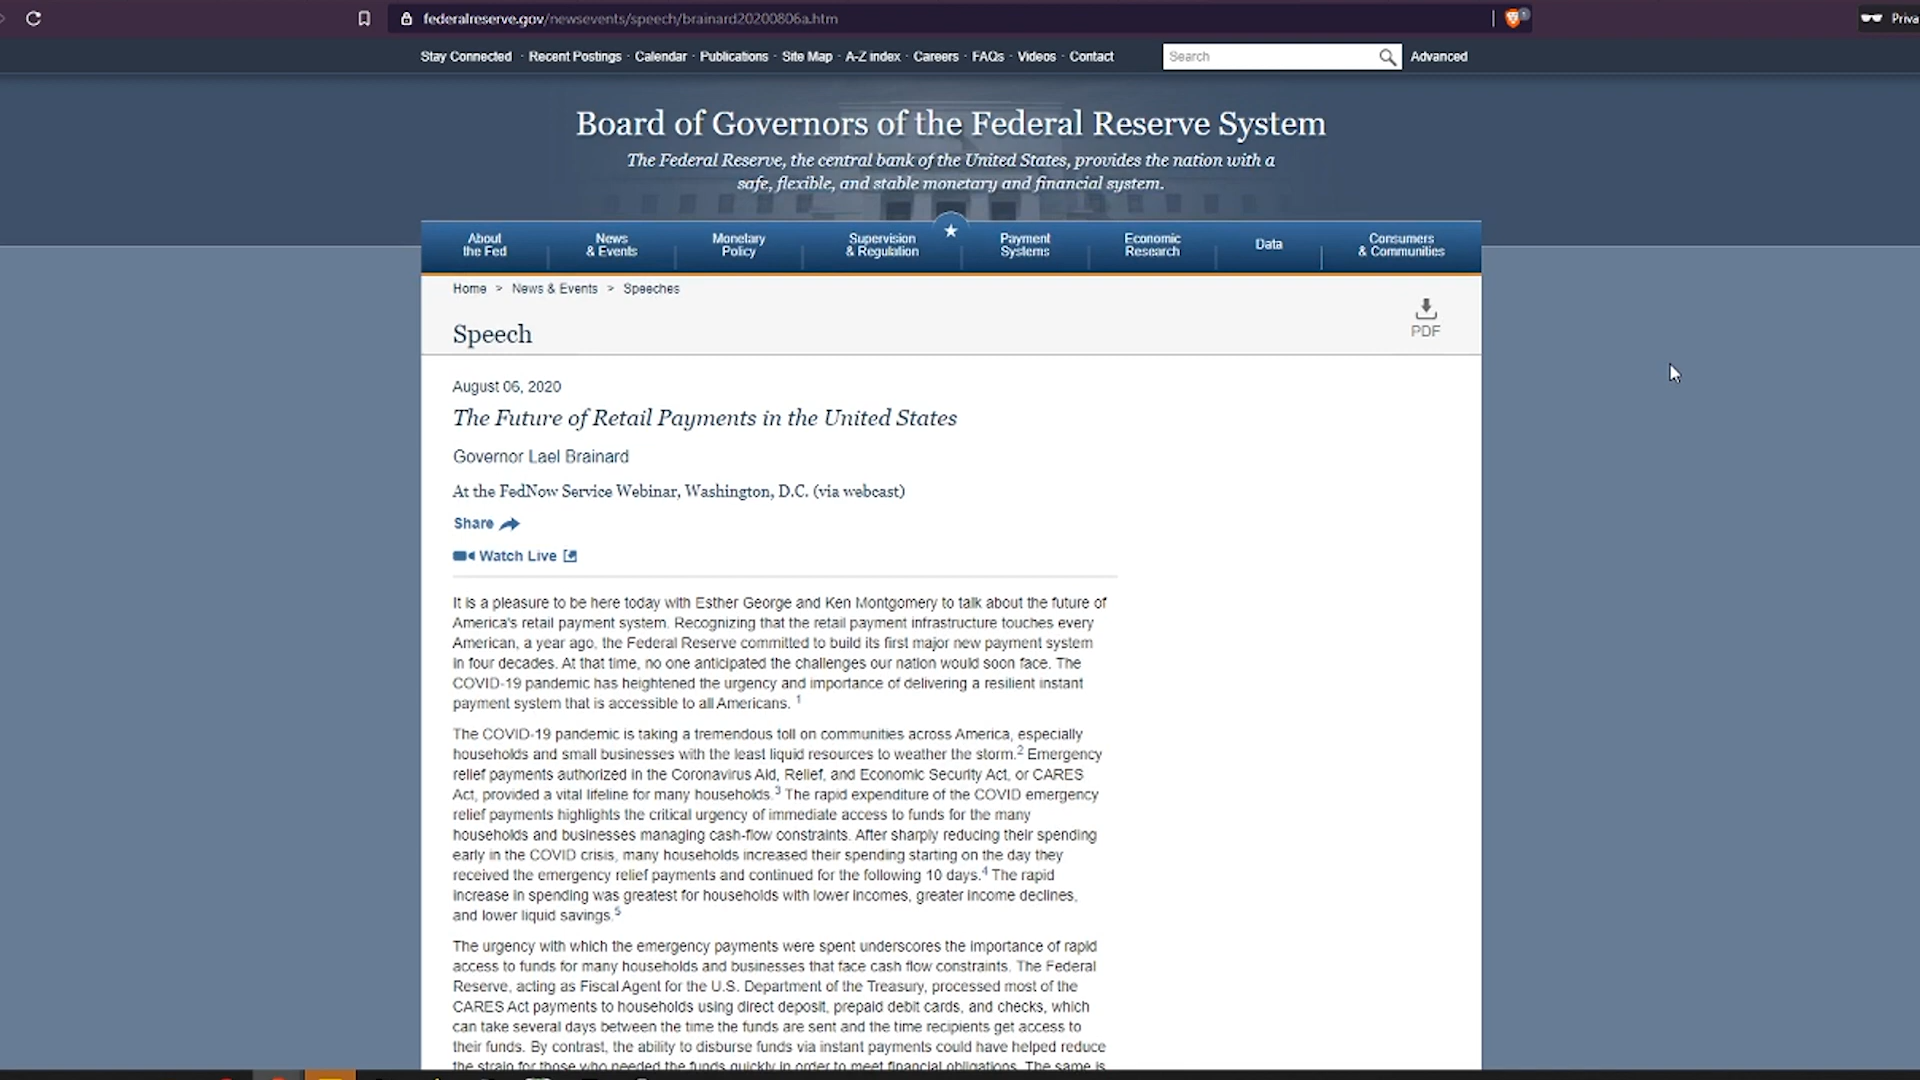 federalreserve.gov/newsevents/speech/brainard20200806a.htm
Priva
Stay Connected · Recent Postings · Calendar · Publications · Site Map · A-Z index · Careers · FAQs · Videos · Contact
Search
Advanced
Board of Governors of the Federal Reserve System
The Federal Reserve, the central bank of the United States, provides the nation with a
safe, flexible, and stable monetary and financial system.
About
the Fed
News
& Events
Monetary
Policy
Supervision
& Regulation
Payment
Systems
Economic
Research
Data
Consumers
& Communities
Home > News & Events > Speeches
Speech
PDF
August 06, 2020
The Future of Retail Payments in the United States
Governor Lael Brainard
At the FedNow Service Webinar, Washington, D.C. (via webcast)
Share
Watch Live
It is a pleasure to be here today with Esther George and Ken Montgomery to talk about the future of
America's retail payment system. Recognizing that the retail payment infrastructure touches every
American, a year ago, the Federal Reserve committed to build its first major new payment system
in four decades. At that time, no one anticipated the challenges our nation would soon face. The
COVID-19 pandemic has heightened the urgency and importance of delivering a resilient instant
payment system that is accessible to all Americans. 1
The COVID-19 pandemic is taking a tremendous toll on communities across America, especially
households and small businesses with the least liquid resources to weather the storm.2 Emergency
relief payments authorized in the Coronavirus Aid, Relief, and Economic Security Act, or CARES
Act, provided a vital lifeline for many households.3 The rapid expenditure of the COVID emergency
relief payments highlights the critical urgency of immediate access to funds for the many
households and businesses managing cash-flow constraints. After sharply reducing their spending
early in the COVID crisis, many households increased their spending starting on the day they
received the emergency relief payments and continued for the following 10 days.4 The rapid
increase in spending was greatest for households with lower incomes, greater income declines,
and lower liquid savings.5
The urgency with which the emergency payments were spent underscores the importance of rapid
access to funds for many households and businesses that face cash flow constraints. The Federal
Reserve, acting as Fiscal Agent for the U.S. Department of the Treasury, processed most of the
CARES Act payments to households using direct deposit, prepaid debit cards, and checks, which
can take several days between the time the funds are sent and the time recipients get access to
their funds. By contrast, the ability to disburse funds via instant payments could have helped reduce
the strain for those who needed the funds quickly in order to meet financial obligations. The same is